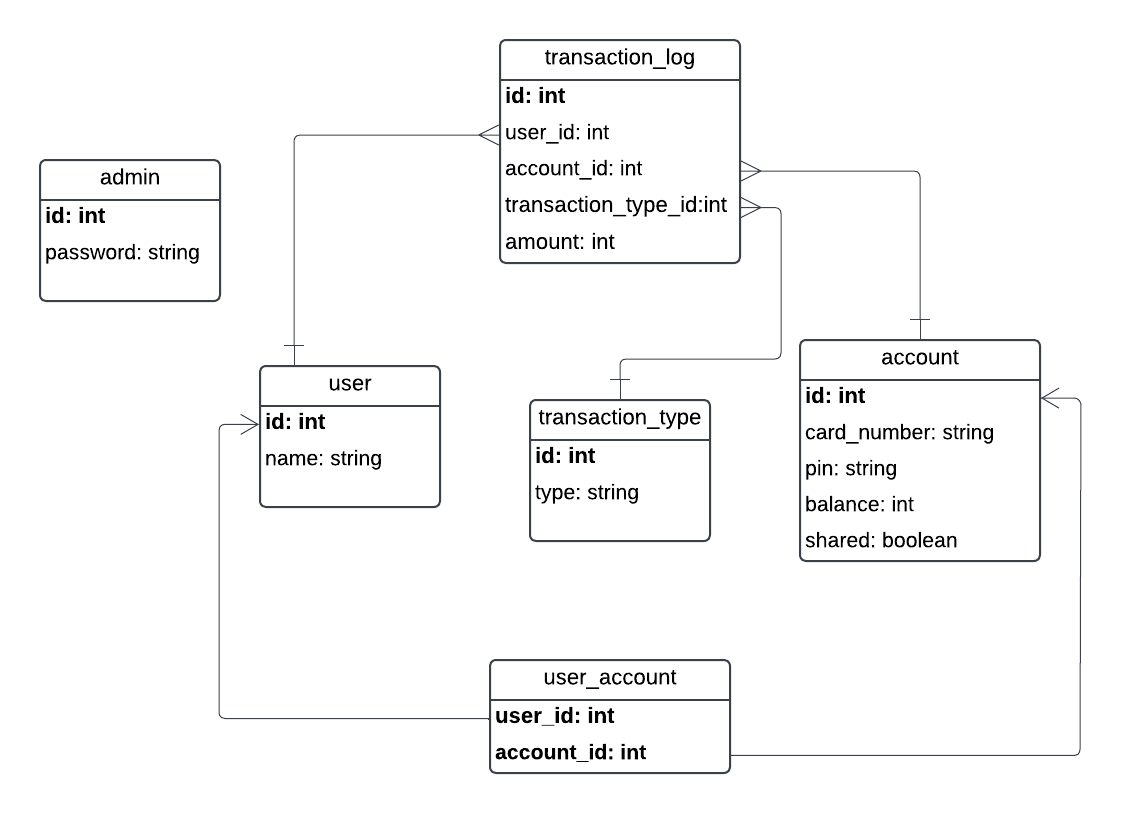 transaction_log
id: int
user_id: int
account_id: int
transaction_type_id:int
amount: int
admin
id: int
password: string
user
id: int
name: string
transaction_type
id: int
type: string
account
id: int
card_number: string
pin: string
balance: int
shared: boolean
user_account
user_id: int
account_id: int